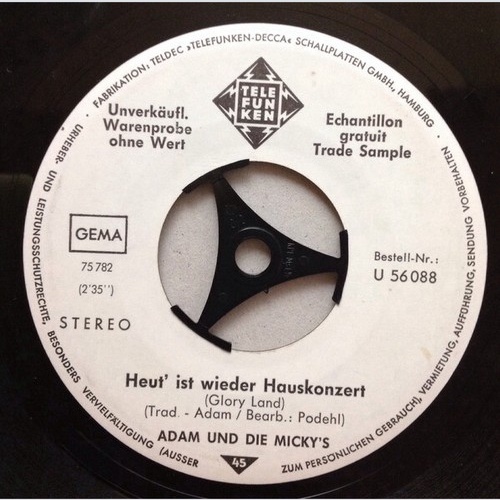 · FABRIKATION: TELDEC »TELEFUNKEN-DECCA« SCHALLPLATTEN GMBH, HAMBURG ·
URHEBER- UND LEISTUNGSSCHUTZRECHTE, BESONDERS VERVIELFÄLTIGUNG (AUSSER
ZUM PERSÖNLICHEN GEBRAUCH), VERMIETUNG, AUFFÜHRUNG, SENDUNG VORBEHALTEN
TELE
FUN
KEN
Unverkäufl.
Warenprobe
ohne Wert
Echantillon
gratuit
Trade Sample
GEMA
75 782
(2'35'')
STEREO
Bestell-Nr.:
U 56 088
Heut' ist wieder Hauskonzert
(Glory Land)
(Trad. - Adam / Bearb.: Podehl)
ADAM UND DIE MICKY'S
45